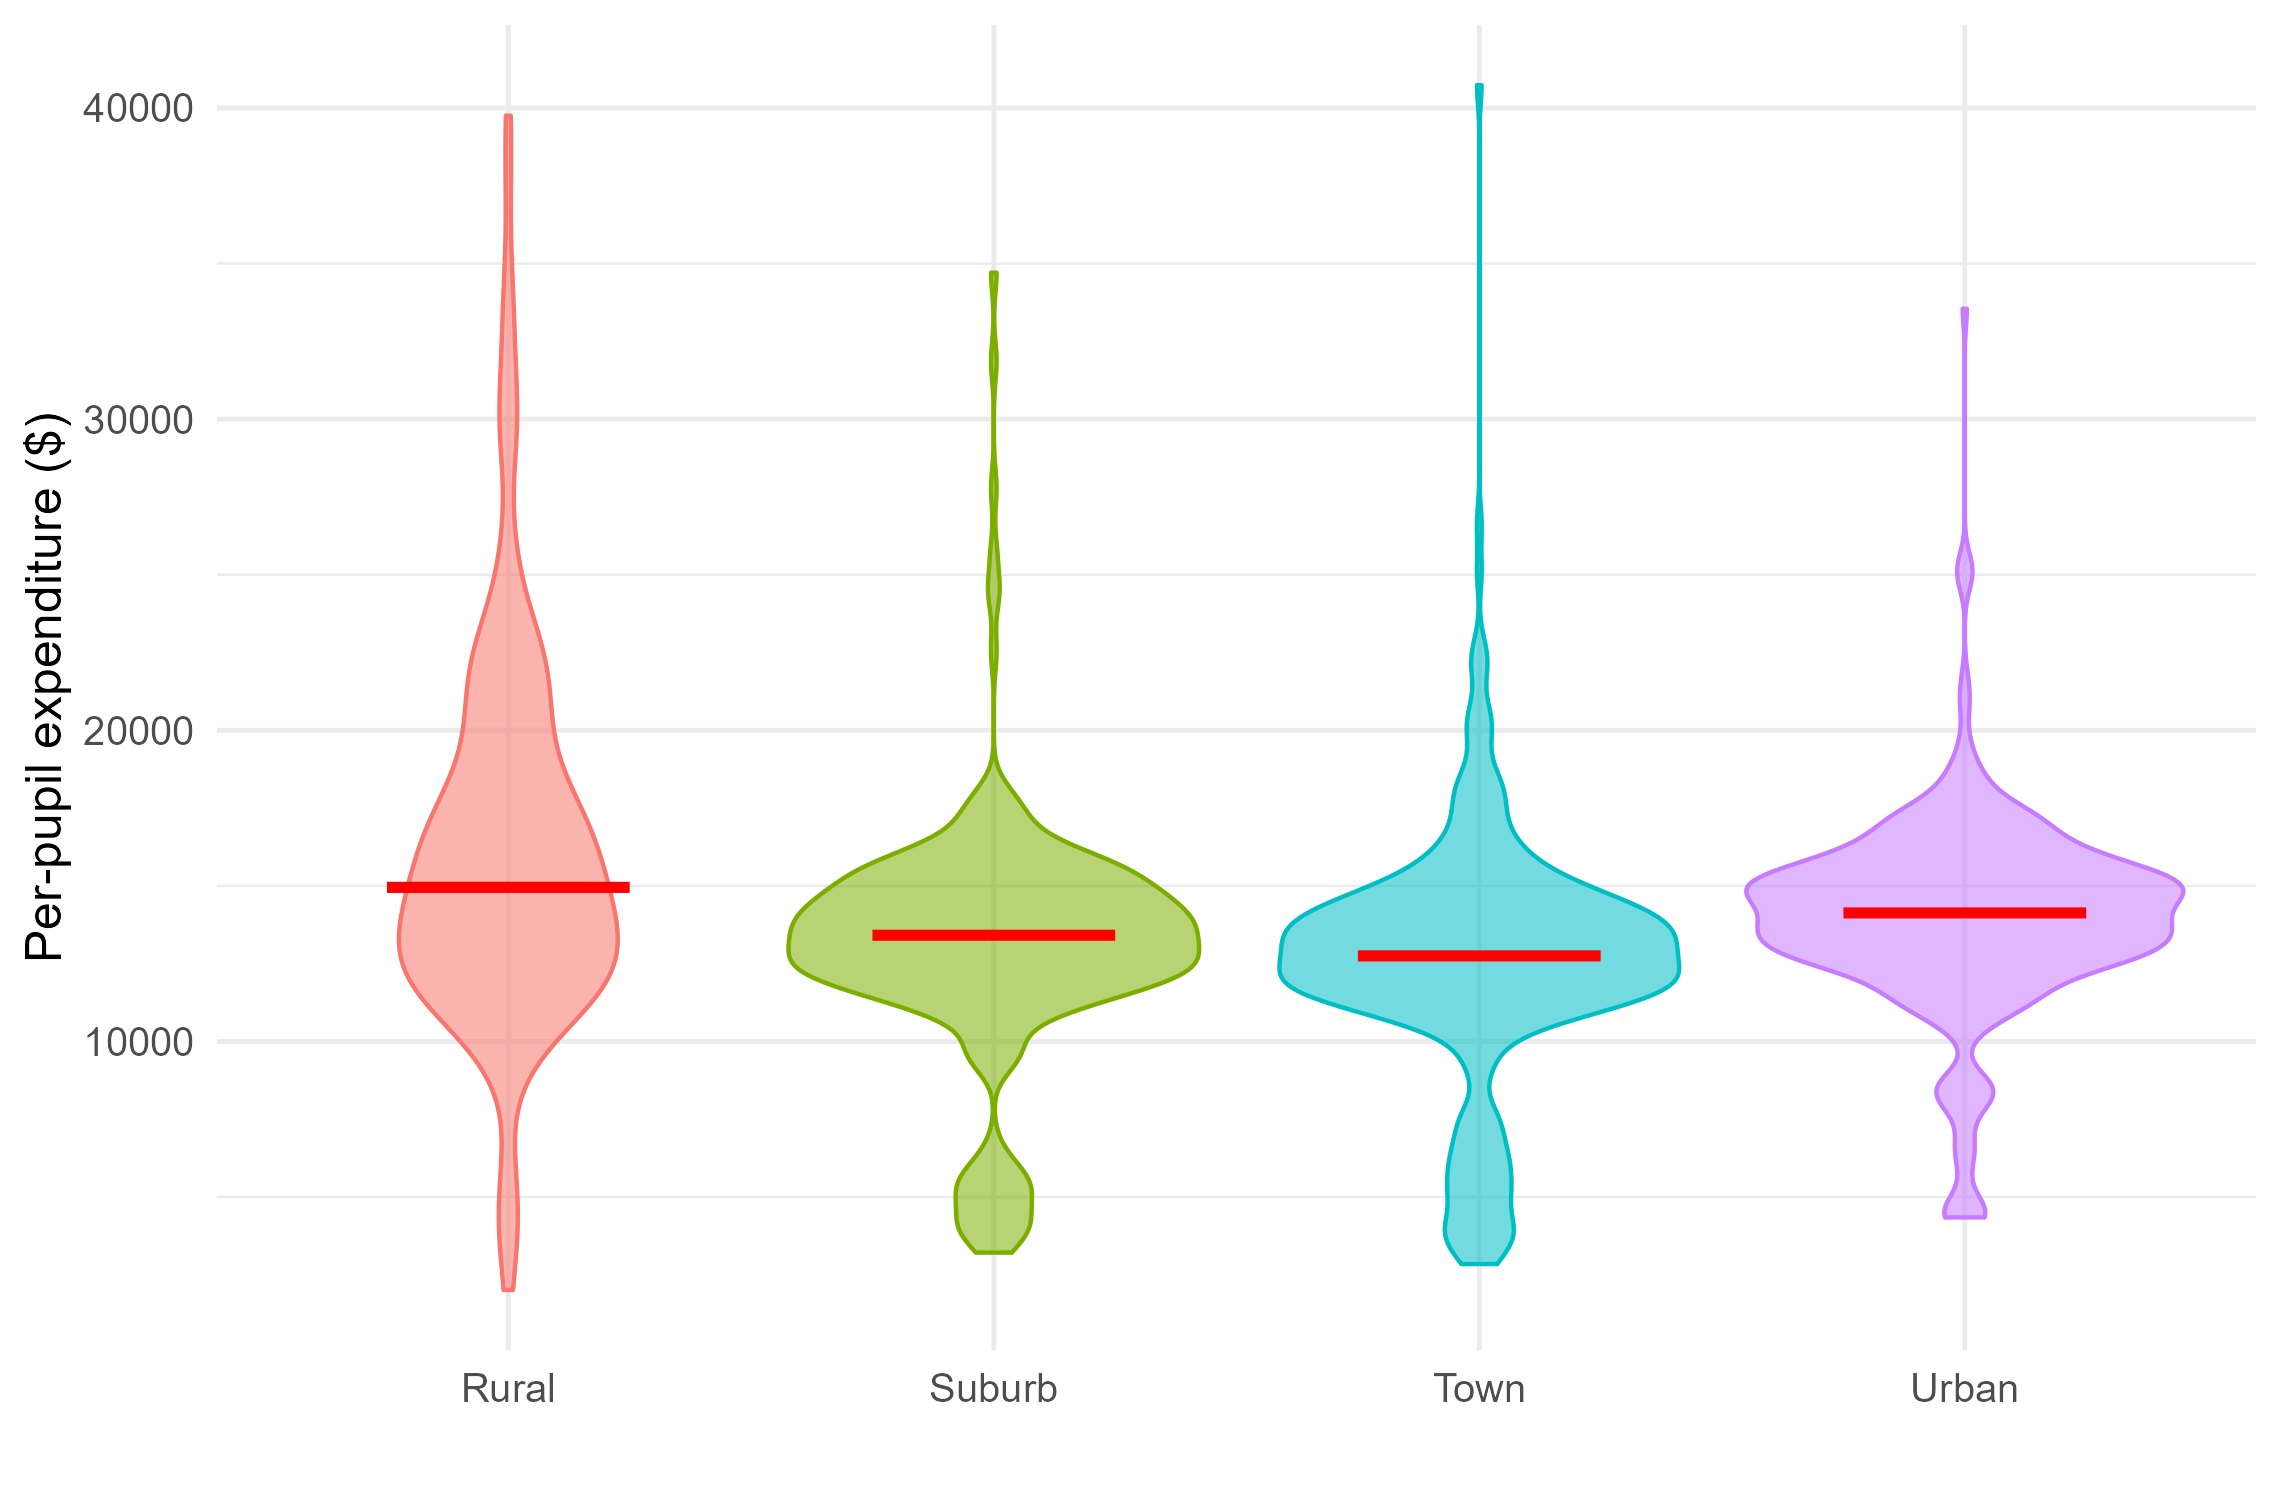 Per-pupil expenditure ($)
40000
30000
20000
10000
Rural
Suburb
Town
Urban